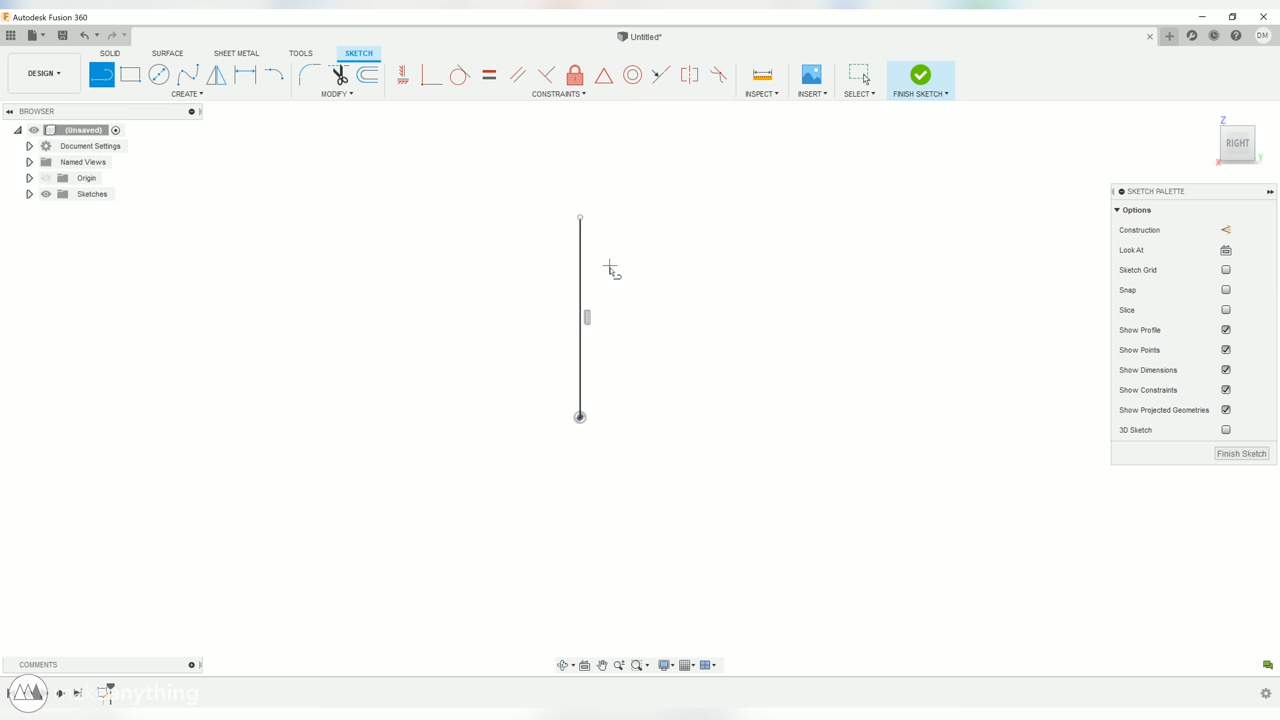 Autodesk Fusion 360
Untitled*
DM
DESIGN
SOLID
SURFACE
SHEET METAL
TOOLS
SKETCH
CREATE
MODIFY
CONSTRAINTS
INSPECT
INSERT
SELECT
FINISH SKETCH
BROWSER
(Unsaved)
Document Settings
Named Views
Origin
Sketches
Z
RIGHT
X
Y
SKETCH PALETTE
Options
Construction
Look At
Sketch Grid
Snap
Slice
Show Profile
Show Points
Show Dimensions
Show Constraints
Show Projected Geometries
3D Sketch
Finish Sketch
COMMENTS
anything